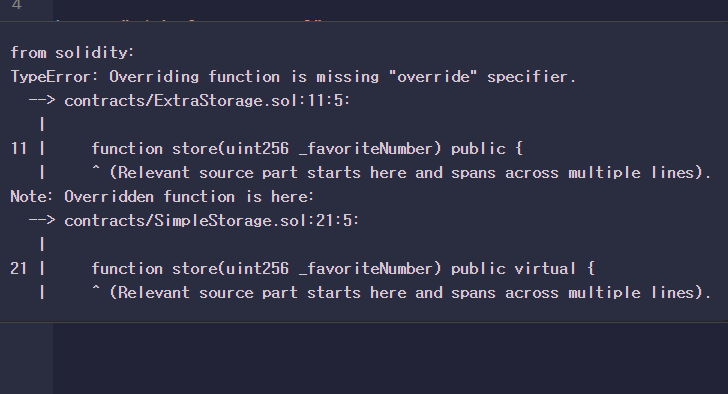 4
from solidity:
TypeError: Overriding function is missing "override" specifier.
--> contracts/ExtraStorage.sol:11:5:
|
11 | function store(uint256 _favoriteNumber) public {
| ^ (Relevant source part starts here and spans across multiple lines).
Note: Overridden function is here:
--> contracts/SimpleStorage.sol:21:5:
|
21 | function store(uint256 _favoriteNumber) public virtual {
| ^ (Relevant source part starts here and spans across multiple lines).